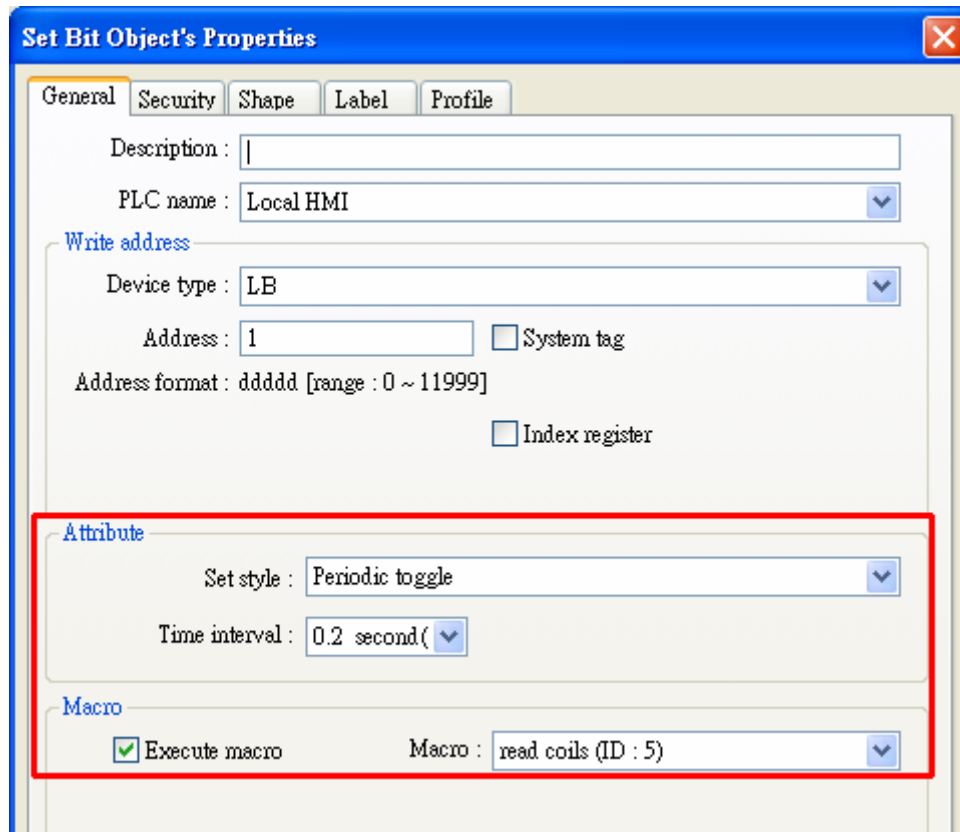 Set Bit Object's Properties
General Security Shape Label Profile
Description :
PLC name : Local HMI
Write address
Device type : LB
Address : 1 System tag
Address format : ddddd [range : 0 ~ 11999]
Index register
Attribute
Set style : Periodic toggle
Time interval : 0.2 second(
Macro
Execute macro Macro : read coils (ID : 5)